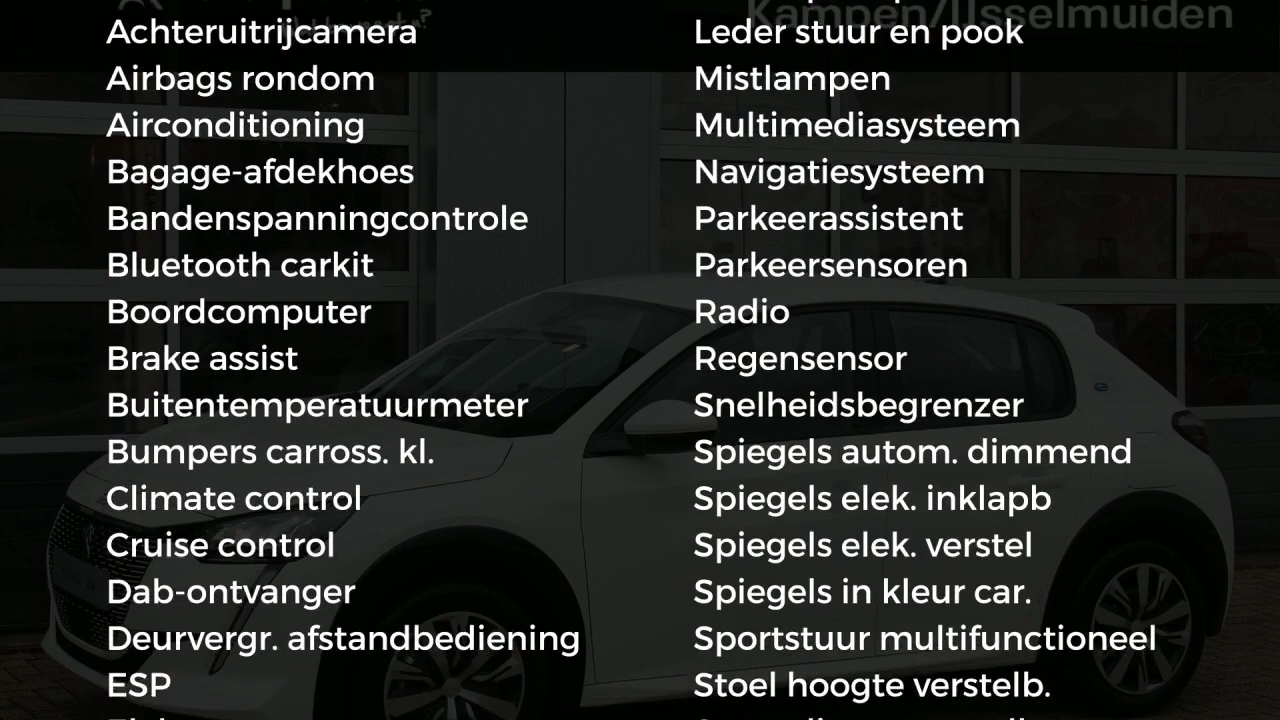 Kampen/IJsselmuiden
Achteruitrijcamera
Airbags rondom
Airconditioning
Bagage-afdekhoes
Bandenspanningcontrole
Bluetooth carkit
Boordcomputer
Brake assist
Buitentemperatuurmeter
Bumpers carross. kl.
Climate control
Cruise control
Dab-ontvanger
Deurvergr. afstandbediening
ESP
Leder stuur en pook
Mistlampen
Multimediasysteem
Navigatiesysteem
Parkeerassistent
Parkeersensoren
Radio
Regensensor
Snelheidsbegrenzer
Spiegels autom. dimmend
Spiegels elek. inklapb
Spiegels elek. verstel
Spiegels in kleur car.
Sportstuur multifunctioneel
Stoel hoogte verstelb.